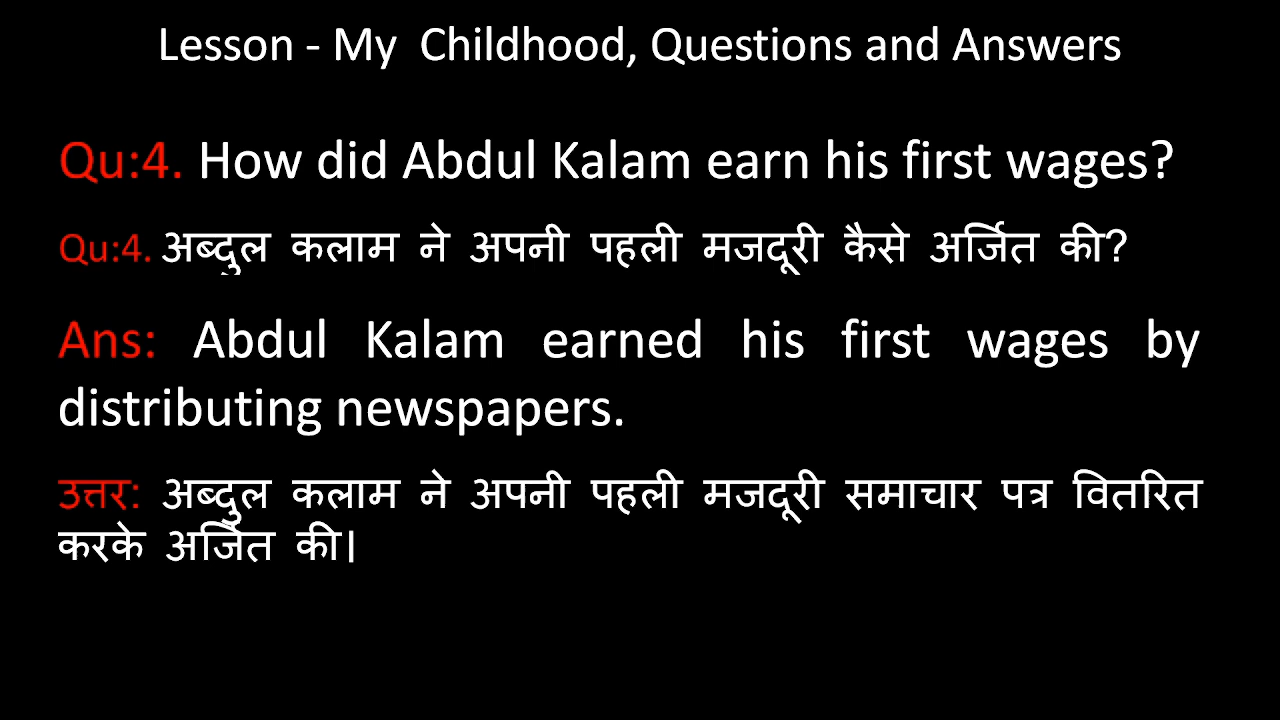 Lesson - My Childhood, Questions and Answers
Qu:4. How did Abdul Kalam earn his first wages?
Qu:4. अब्दुल कलाम ने अपनी पहली मजदूरी कैसे अर्जित की?
Ans: Abdul Kalam earned his first wages by
distributing newspapers.
उत्तर: अब्दुल कलाम ने अपनी पहली मजदूरी समाचार पत्र वितरित
करके अर्जित की।